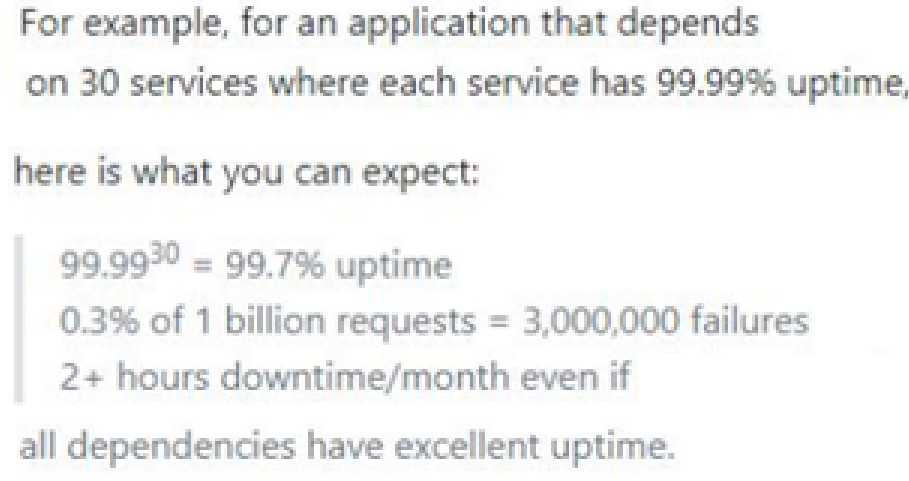 For example, for an application that depends
on 30 services where each service has 99.99% uptime,
here is what you can expect:
99.99³⁰ = 99.7% uptime
0.3% of 1 billion requests = 3,000,000 failures
2+ hours downtime/month even if
all dependencies have excellent uptime.